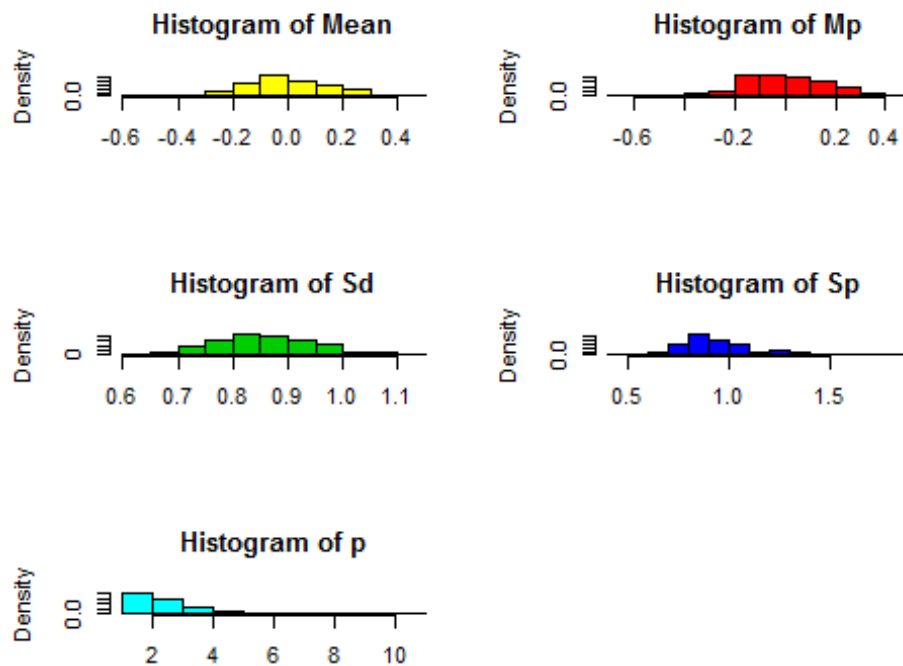 Histogram of Mean
Density
0.0
-0.6 -0.4 -0.2 0.0 0.2 0.4
Histogram of Mp
Density
0.0
-0.6 -0.2 0.2 0.4
Histogram of Sd
Density
0
0.6 0.7 0.8 0.9 1.0 1.1
Histogram of Sp
Density
0.0
0.5 1.0 1.5
Histogram of p
Density
0.0
2 4 6 8 10